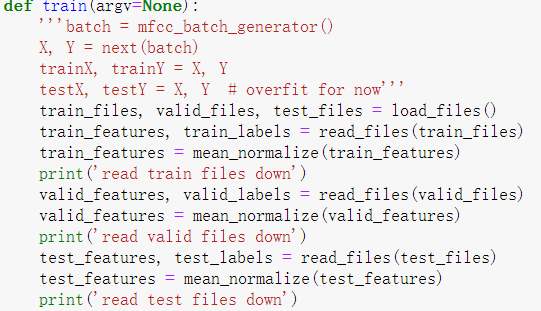 def train(argv=None):
    '''batch = mfcc_batch_generator()
    X, Y = next(batch)
    trainX, trainY = X, Y
    testX, testY = X, Y  # overfit for now'''
    train_files, valid_files, test_files = load_files()
    train_features, train_labels = read_files(train_files)
    train_features = mean_normalize(train_features)
    print('read train files down')
    valid_features, valid_labels = read_files(valid_files)
    valid_features = mean_normalize(valid_features)
    print('read valid files down')
    test_features, test_labels = read_files(test_files)
    test_features = mean_normalize(test_features)
    print('read test files down')